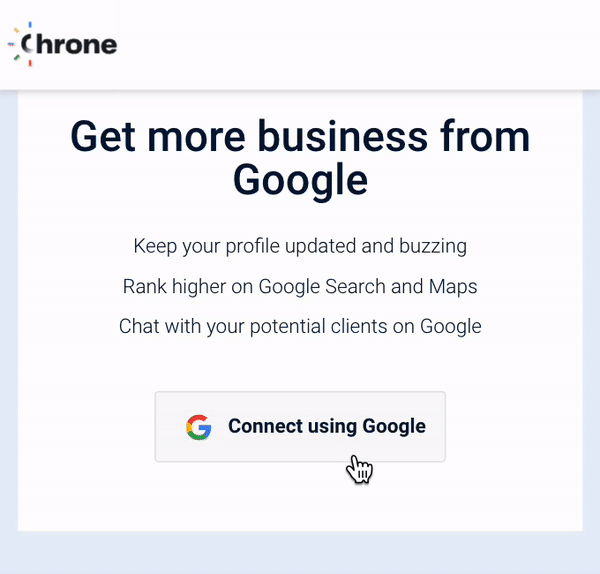 Chrone
Get more business from
Google
Keep your profile updated and buzzing
Rank higher on Google Search and Maps
Chat with your potential clients on Google
Connect using Google